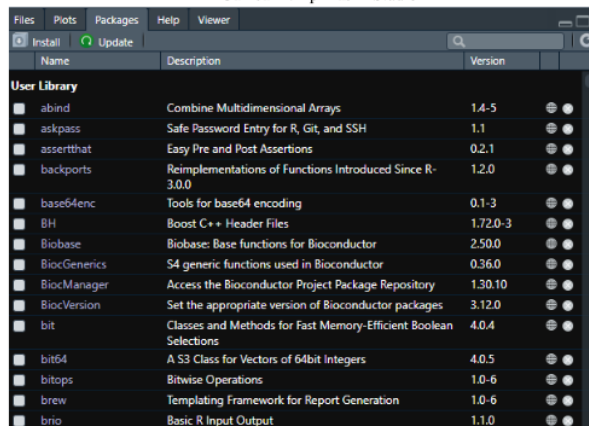 Files Plots Packages Help Viewer
Install Update
Name Description Version
User Library
abind Combine Multidimensional Arrays 1.4-5
askpass Safe Password Entry for R, Git, and SSH 1.1
assertthat Easy Pre and Post Assertions 0.2.1
backports Reimplementations of Functions Introduced Since R-
3.0.0 1.2.0
base64enc Tools for base64 encoding 0.1-3
BH Boost C++ Header Files 1.72.0-3
Biobase Biobase: Base functions for Bioconductor 2.50.0
BiocGenerics S4 generic functions used in Bioconductor 0.36.0
BiocManager Access the Bioconductor Project Package Repository 1.30.10
BiocVersion Set the appropriate version of Bioconductor packages 3.12.0
bit Classes and Methods for Fast Memory-Efficient Boolean
Selections 4.0.4
bit64 A S3 Class for Vectors of 64bit Integers 4.0.5
bitops Bitwise Operations 1.0-6
brew Templating Framework for Report Generation 1.0-6
brio Basic R Input Output 1.1.0